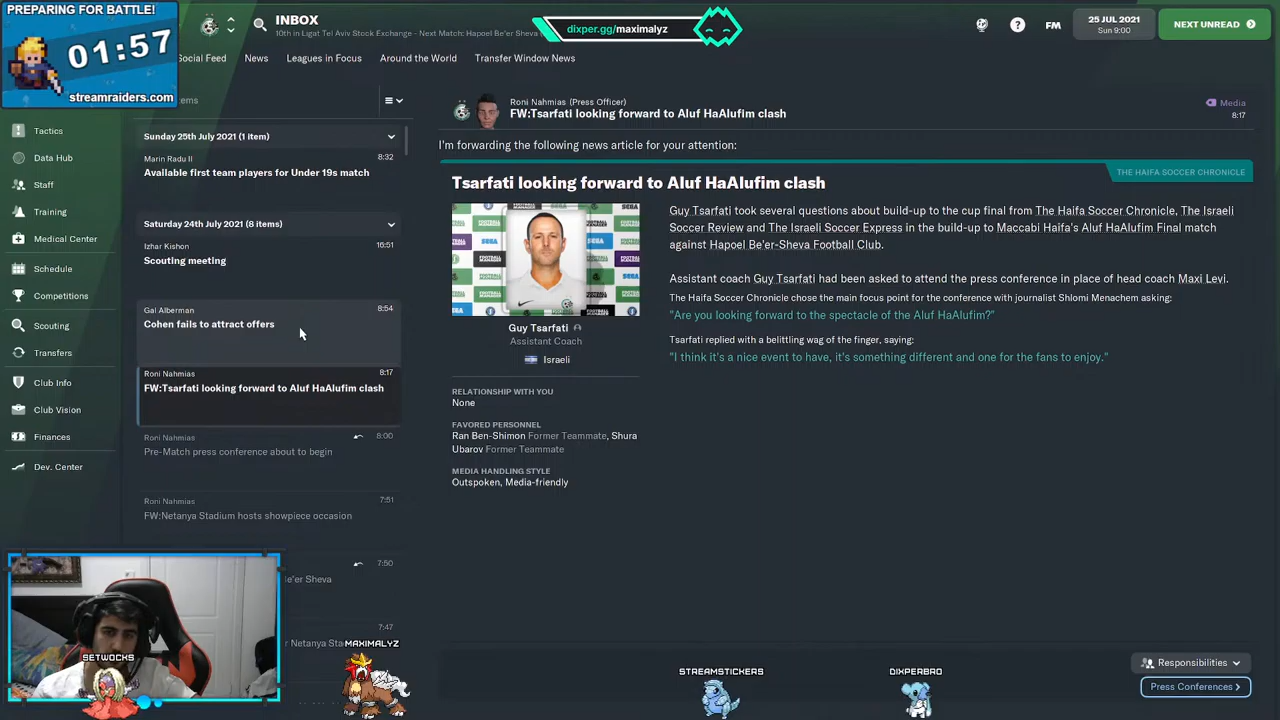 PREPARING FOR BATTLE!
01:57
streamraiders.com
INBOX
10th in Ligat Tel Aviv Stock Exchange - Next Match: Hapoel Be'er Sheva
dixper.gg/maximalyz
FM
25 JUL 2021
Sun 9:00
NEXT UNREAD
Social Feed
News
Leagues in Focus
Around the World
Transfer Window News
Tactics
Data Hub
Staff
Training
Medical Center
Schedule
Competitions
Scouting
Transfers
Club Info
Club Vision
Finances
Dev. Center
Sunday 25th July 2021 (1 item)
Marin Radu II
8:32
Available first team players for Under 19s match
Saturday 24th July 2021 (8 items)
Izhar Kishon
16:51
Scouting meeting
Gal Alberman
8:54
Cohen fails to attract offers
Roni Nahmias
8:17
FW:Tsarfati looking forward to Aluf HaAlufim clash
Roni Nahmias
8:00
Pre-Match press conference about to begin
Roni Nahmias
7:51
FW:Netanya Stadium hosts showpiece occasion
7:50
Be'er Sheva
7:47
Roni Nahmias (Press Officer)
FW:Tsarfati looking forward to Aluf HaAlufim clash
Media
8:17
I'm forwarding the following news article for your attention:
THE HAIFA SOCCER CHRONICLE
Tsarfati looking forward to Aluf HaAlufim clash
Guy Tsarfati
Assistant Coach
Israeli
RELATIONSHIP WITH YOU
None
FAVORED PERSONNEL
Ran Ben-Shimon Former Teammate, Shura
Ubarov Former Teammate
MEDIA HANDLING STYLE
Outspoken, Media-friendly
Guy Tsarfati took several questions about build-up to the cup final from The Haifa Soccer Chronicle, The Israeli
Soccer Review and The Israeli Soccer Express in the build-up to Maccabi Haifa's Aluf HaAlufim Final match
against Hapoel Be'er-Sheva Football Club.
Assistant coach Guy Tsarfati had been asked to attend the press conference in place of head coach Maxi Levi.
The Haifa Soccer Chronicle chose the main focus point for the conference with journalist Shlomi Menachem asking:
"Are you looking forward to the spectacle of the Aluf HaAlufim?"
Tsarfati replied with a belittling wag of the finger, saying:
"I think it's a nice event to have, it's something different and one for the fans to enjoy."
Responsibilities
Press Conferences
SETWOCKS
MAXIMALYZ
STREAMSTICKERS
DIXPERBRO